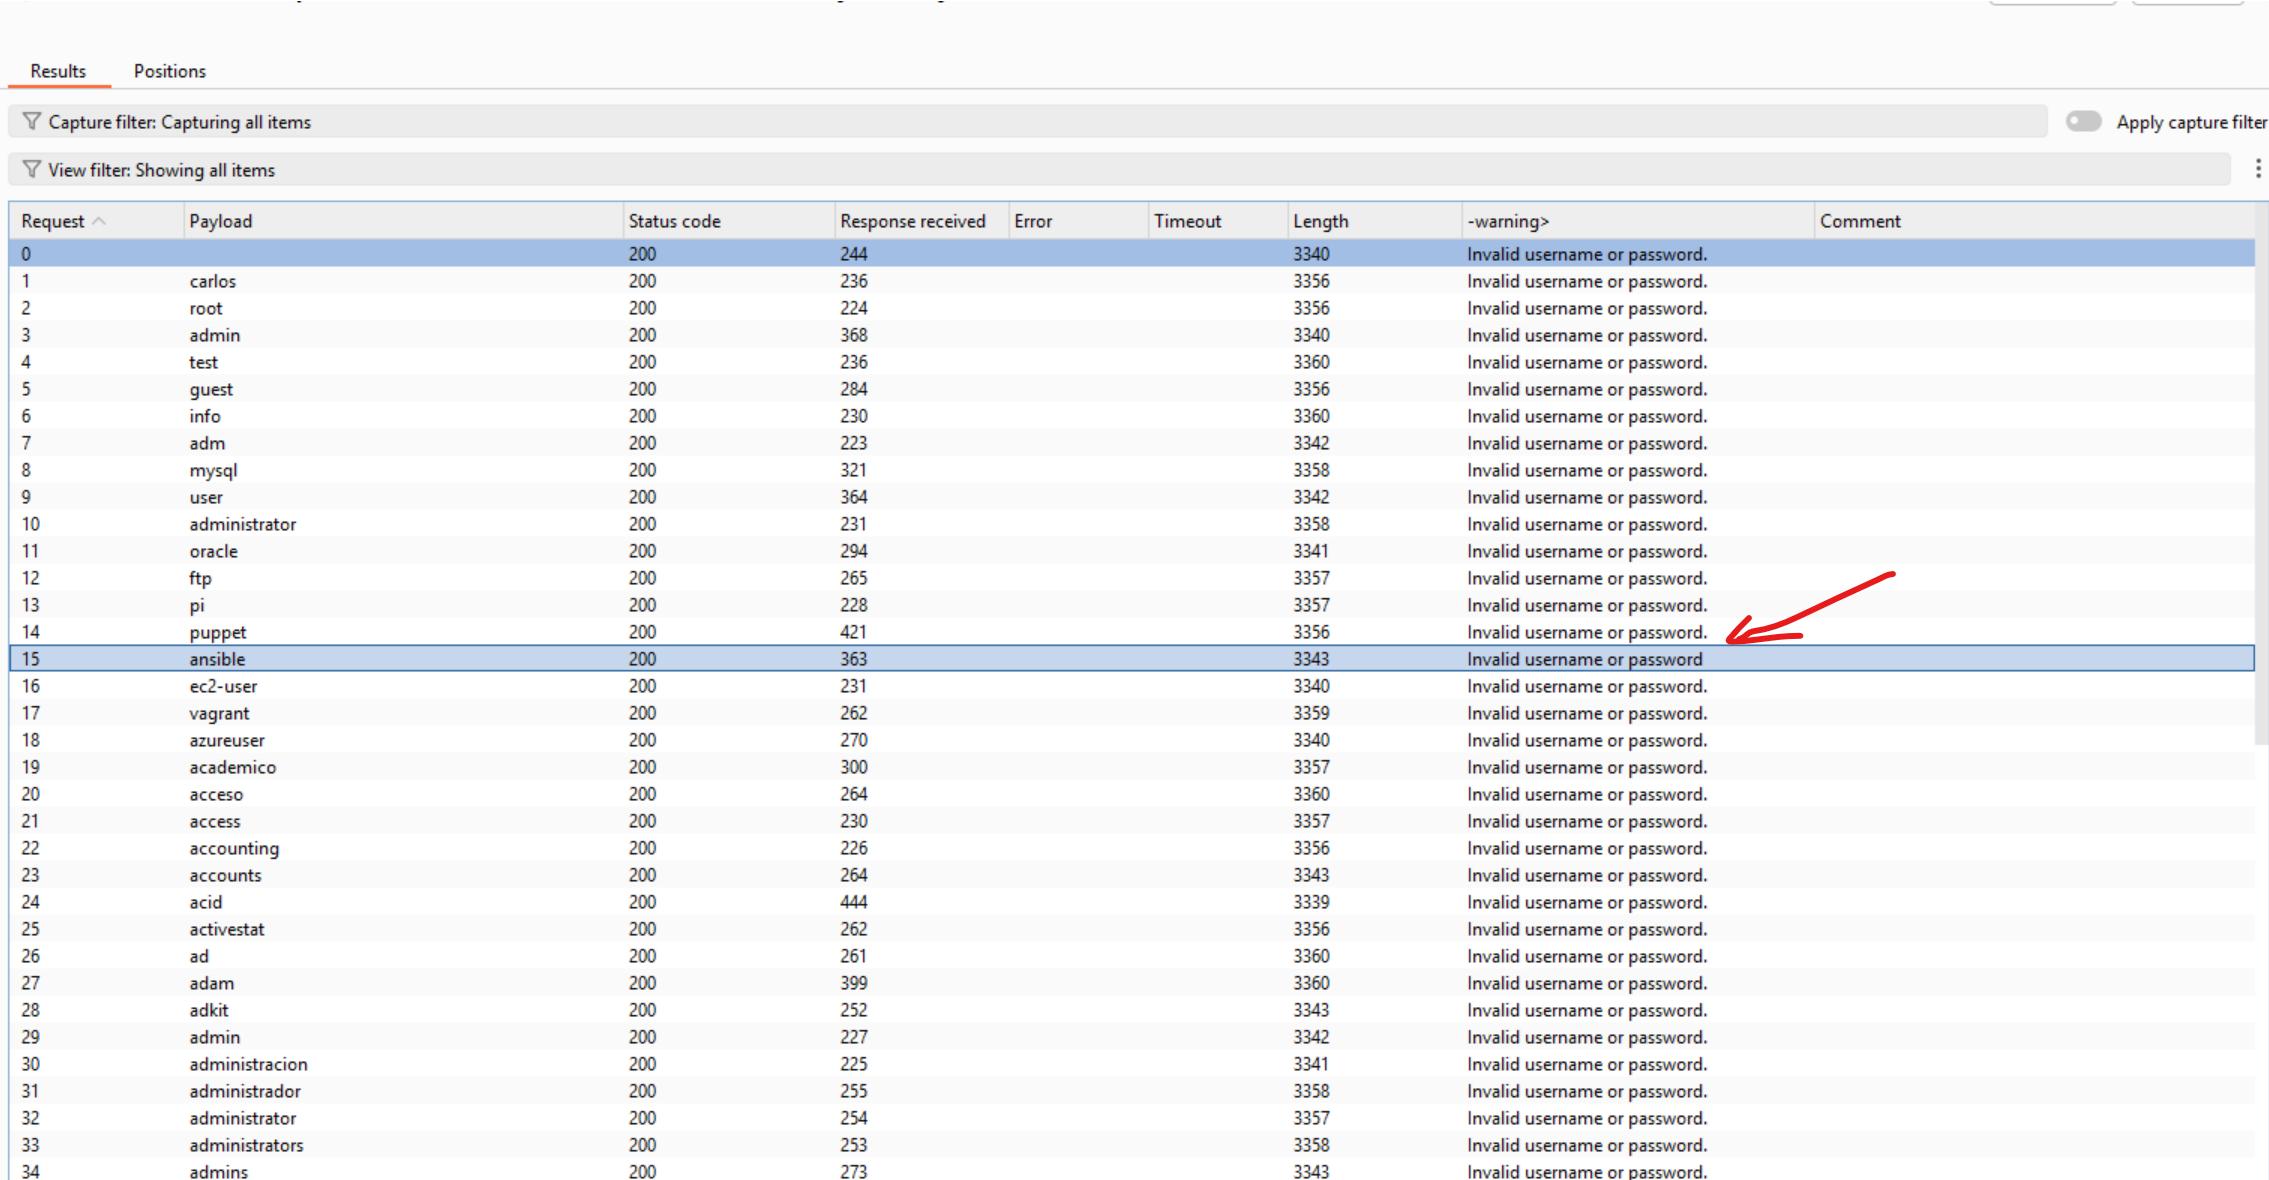 Results Positions
Capture filter: Capturing all items Apply capture filter
View filter: Showing all items
Request Payload Status code Response received Error Timeout Length -warning> Comment
0 200 244 3340 Invalid username or password.
1 carlos 200 236 3356 Invalid username or password.
2 root 200 224 3356 Invalid username or password.
3 admin 200 368 3340 Invalid username or password.
4 test 200 236 3360 Invalid username or password.
5 guest 200 284 3356 Invalid username or password.
6 info 200 230 3360 Invalid username or password.
7 adm 200 223 3342 Invalid username or password.
8 mysql 200 321 3358 Invalid username or password.
9 user 200 364 3342 Invalid username or password.
10 administrator 200 231 3358 Invalid username or password.
11 oracle 200 294 3341 Invalid username or password.
12 ftp 200 265 3357 Invalid username or password.
13 pi 200 228 3357 Invalid username or password.
14 puppet 200 421 3356 Invalid username or password.
15 ansible 200 363 3343 Invalid username or password
16 ec2-user 200 231 3340 Invalid username or password.
17 vagrant 200 262 3359 Invalid username or password.
18 azureuser 200 270 3340 Invalid username or password.
19 academico 200 300 3357 Invalid username or password.
20 acceso 200 264 3360 Invalid username or password.
21 access 200 230 3357 Invalid username or password.
22 accounting 200 226 3356 Invalid username or password.
23 accounts 200 264 3343 Invalid username or password.
24 acid 200 444 3339 Invalid username or password.
25 activestat 200 262 3356 Invalid username or password.
26 ad 200 261 3360 Invalid username or password.
27 adam 200 399 3360 Invalid username or password.
28 adkit 200 252 3343 Invalid username or password.
29 admin 200 227 3342 Invalid username or password.
30 administracion 200 225 3341 Invalid username or password.
31 administrador 200 255 3358 Invalid username or password.
32 administrator 200 254 3357 Invalid username or password.
33 administrators 200 253 3358 Invalid username or password.
34 admins 200 273 3343 Invalid username or password.